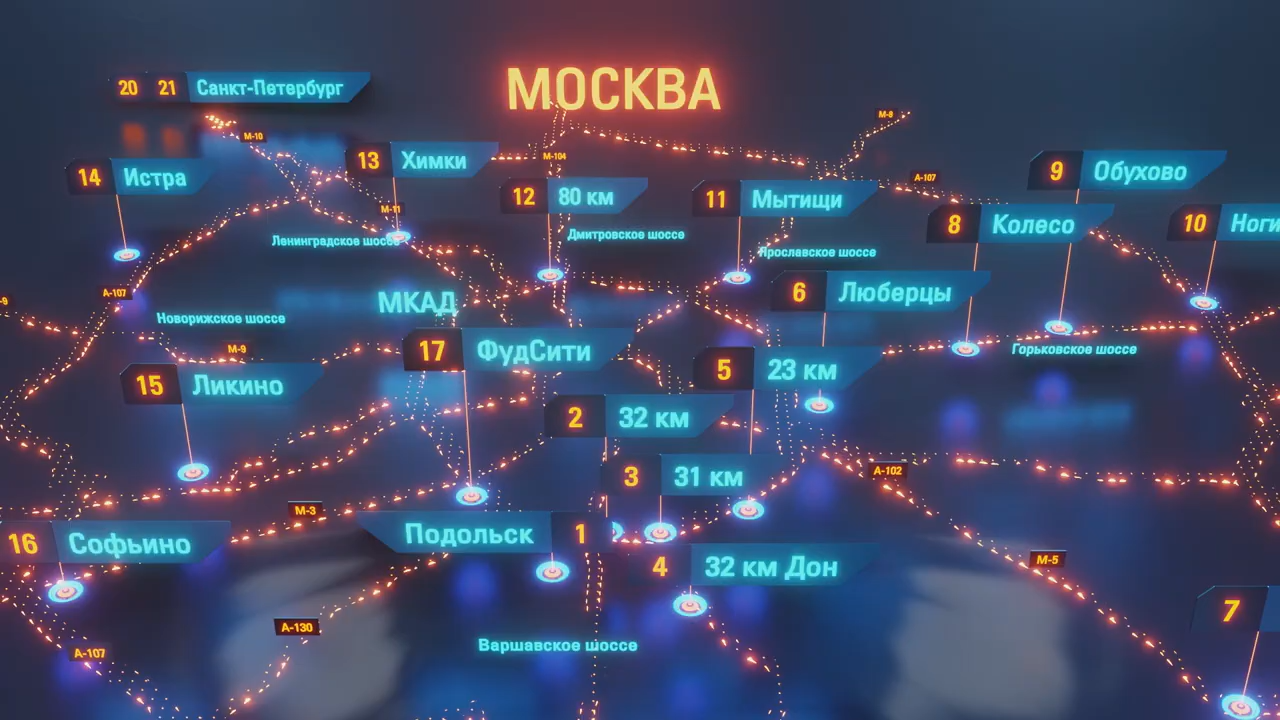 МОСКВА
20 21 Санкт-Петербург
М-10
М-8
13 Химки
М-104
14 Истра
12 80 км
11 Мытищи
А-107
9 Обухово
М-11
8 Колесо
10 Ноги
Ленинградское шоссе
Дмитровское шоссе
Ярославское шоссе
А-107
6 Люберцы
МКАД
Новорижское шоссе
М-9
17 ФудСити
Горьковское шоссе
15 Ликино
5 23 км
2 32 км
3 31 км
А-102
М-3
16 Софьино
Подольск 1
4 32 км Дон
М-5
7
А-130
А-107
Варшавское шоссе